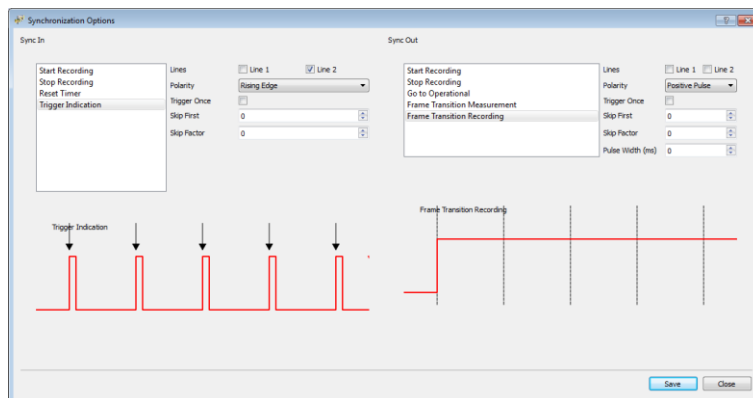 Synchronization Options
Sync In
Sync Out
Start Recording
Stop Recording
Reset Timer
Trigger Indication
Lines Line 1 Line 2
Polarity Rising Edge
Trigger Once
Skip First 0
Skip Factor 0
Start Recording
Stop Recording
Go to Operational
Frame Transition Measurement
Frame Transition Recording
Lines Line 1 Line 2
Polarity Positive Pulse
Trigger Once
Skip First 0
Skip Factor 0
Pulse Width (ms) 0
Trigger Indication
Frame Transition Recording
Save Close